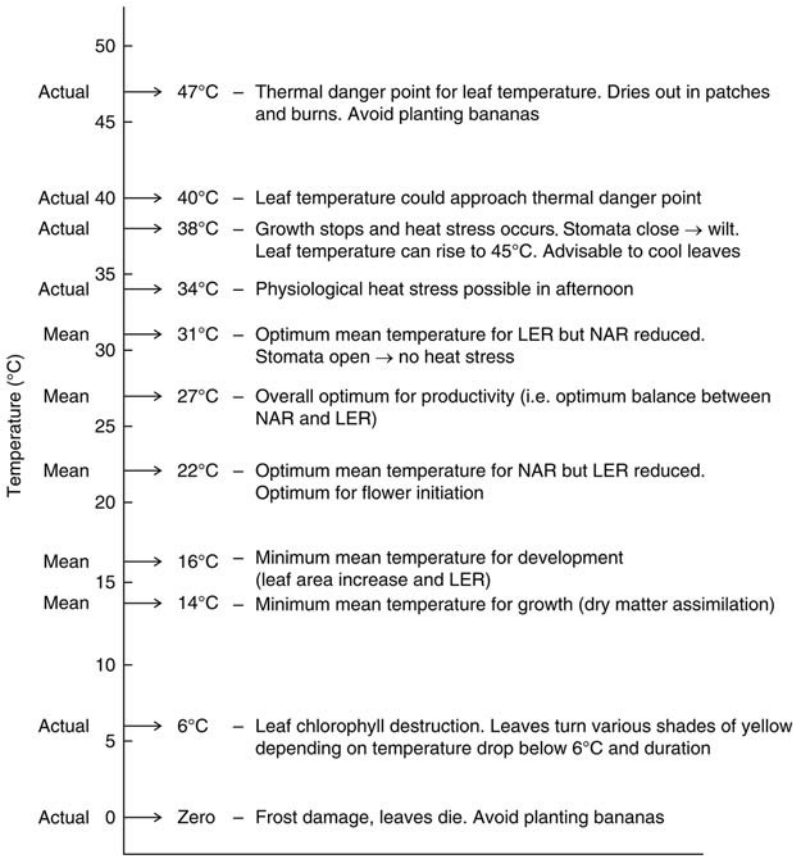 50
Actual 47°C – Thermal danger point for leaf temperature. Dries out in patches
and burns. Avoid planting bananas
45
Actual 40 40°C – Leaf temperature could approach thermal danger point
Actual 38°C – Growth stops and heat stress occurs. Stomata close → wilt.
Leaf temperature can rise to 45°C. Advisable to cool leaves
35
Actual 34°C – Physiological heat stress possible in afternoon
Mean 31°C – Optimum mean temperature for LER but NAR reduced.
30
Stomata open → no heat stress
Mean 27°C – Overall optimum for productivity (i.e. optimum balance between
NAR and LER)
25
Temperature (°C)
Mean 22°C – Optimum mean temperature for NAR but LER reduced.
Optimum for flower initiation
20
Mean 16°C – Minimum mean temperature for development
(leaf area increase and LER)
15
Mean 14°C – Minimum mean temperature for growth (dry matter assimilation)
10
Actual 6°C – Leaf chlorophyll destruction. Leaves turn various shades of yellow
5
depending on temperature drop below 6°C and duration
Actual 0 Zero – Frost damage, leaves die. Avoid planting bananas